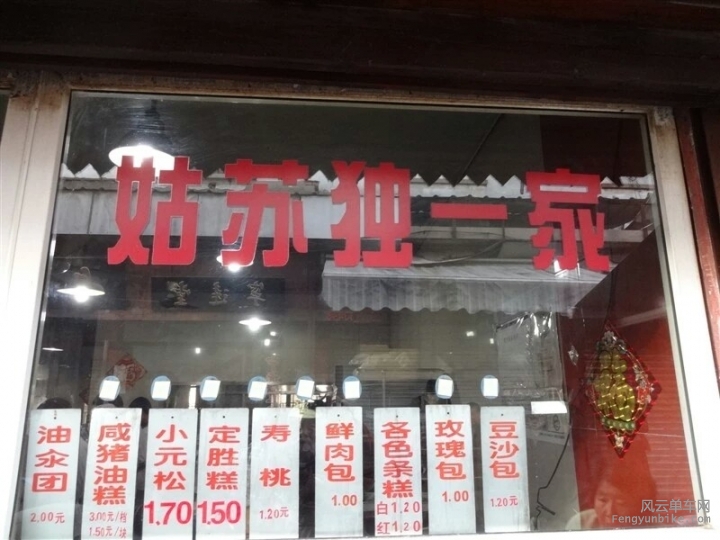 姑苏独一家
油氽团
2.00元
咸猪油糕
3.00元/档
1.50元/块
小元松
1.70
定胜糕
1.50
寿桃
1.20元
鲜肉包
1.00
各色条糕
白1.20
红1.20
玫瑰包
1.00
豆沙包
1.20元
风云单车网
Fengyunbik